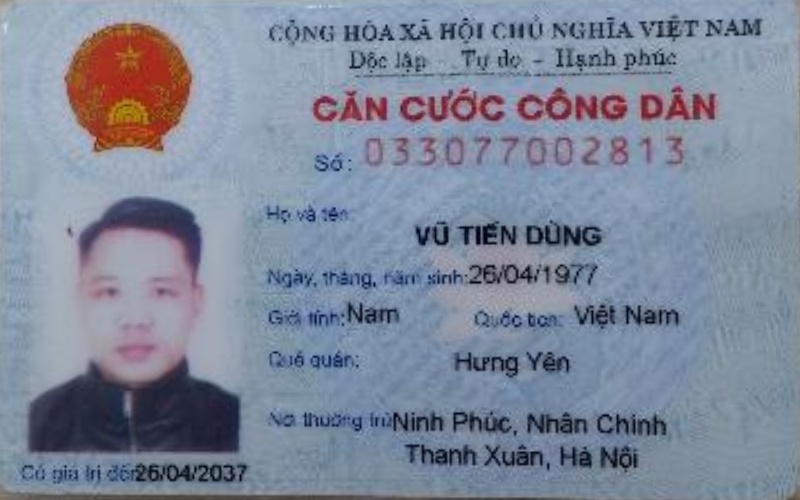 CỘNG HÒA XÃ HỘI CHỦ NGHĨA VIỆT NAM
Độc lập - Tự do - Hạnh phúc
CĂN CƯỚC CÔNG DÂN
Số: 033077002813
Họ và tên:
VŨ TIẾN DŨNG
Ngày, tháng, năm sinh: 26/04/1977
Giới tính: Nam Quốc tịch: Việt Nam
Quê quán: Hưng Yên
Nơi thường trú: Ninh Phúc, Nhân Chính
Thanh Xuân, Hà Nội
Có giá trị đến: 26/04/2037